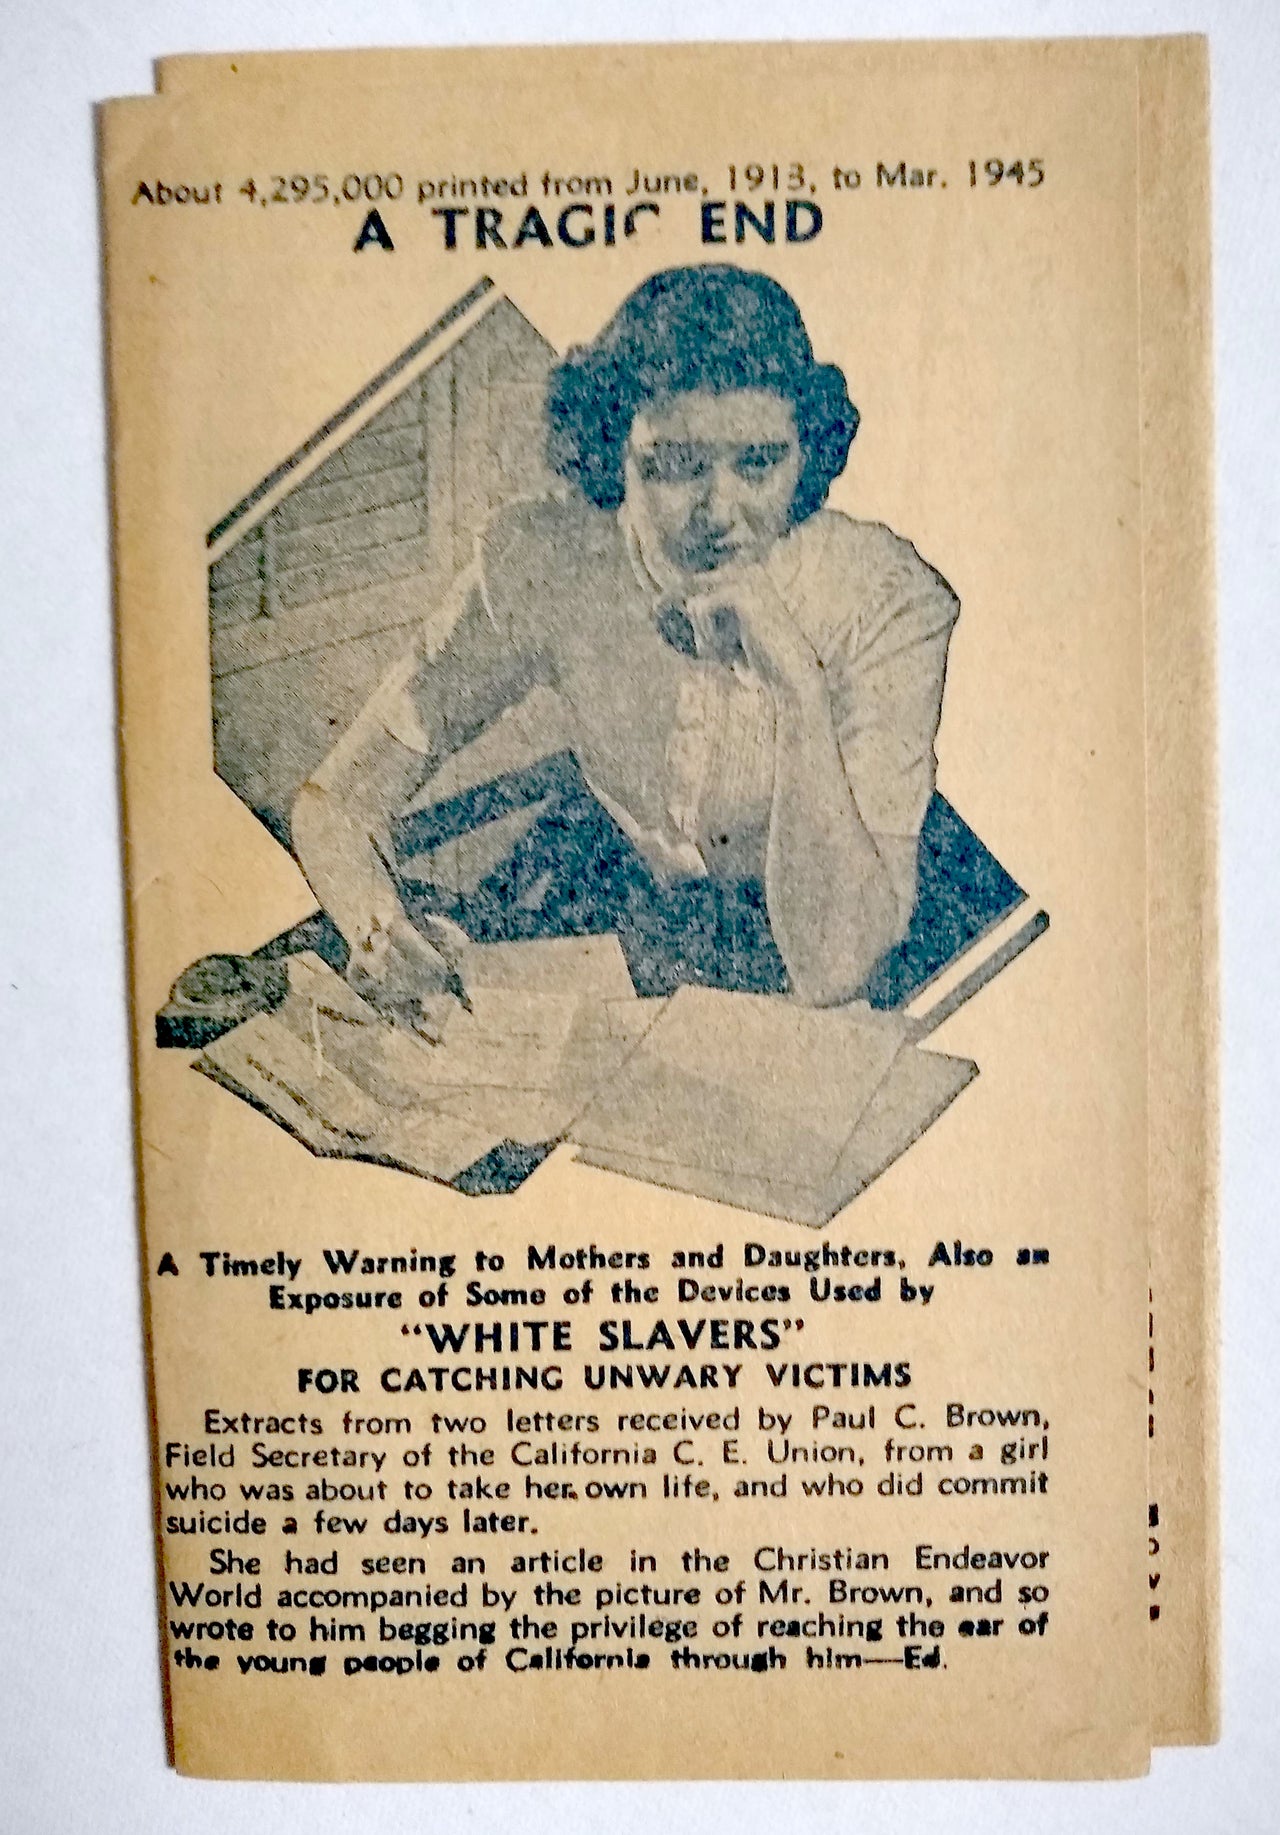 About 4,295,000 printed from June, 1913, to Mar. 1945
A TRAGIC END
A Timely Warning to Mothers and Daughters, Also an
Exposure of Some of the Devices Used by
"WHITE SLAVERS"
FOR CATCHING UNWARY VICTIMS
Extracts from two letters received by Paul C. Brown,
Field Secretary of the California C. E. Union, from a girl
who was about to take her own life, and who did commit
suicide a few days later.
She had seen an article in the Christian Endeavor
World accompanied by the picture of Mr. Brown, and so
wrote to him begging the privilege of reaching the ear of
the young people of California through him—Ed.